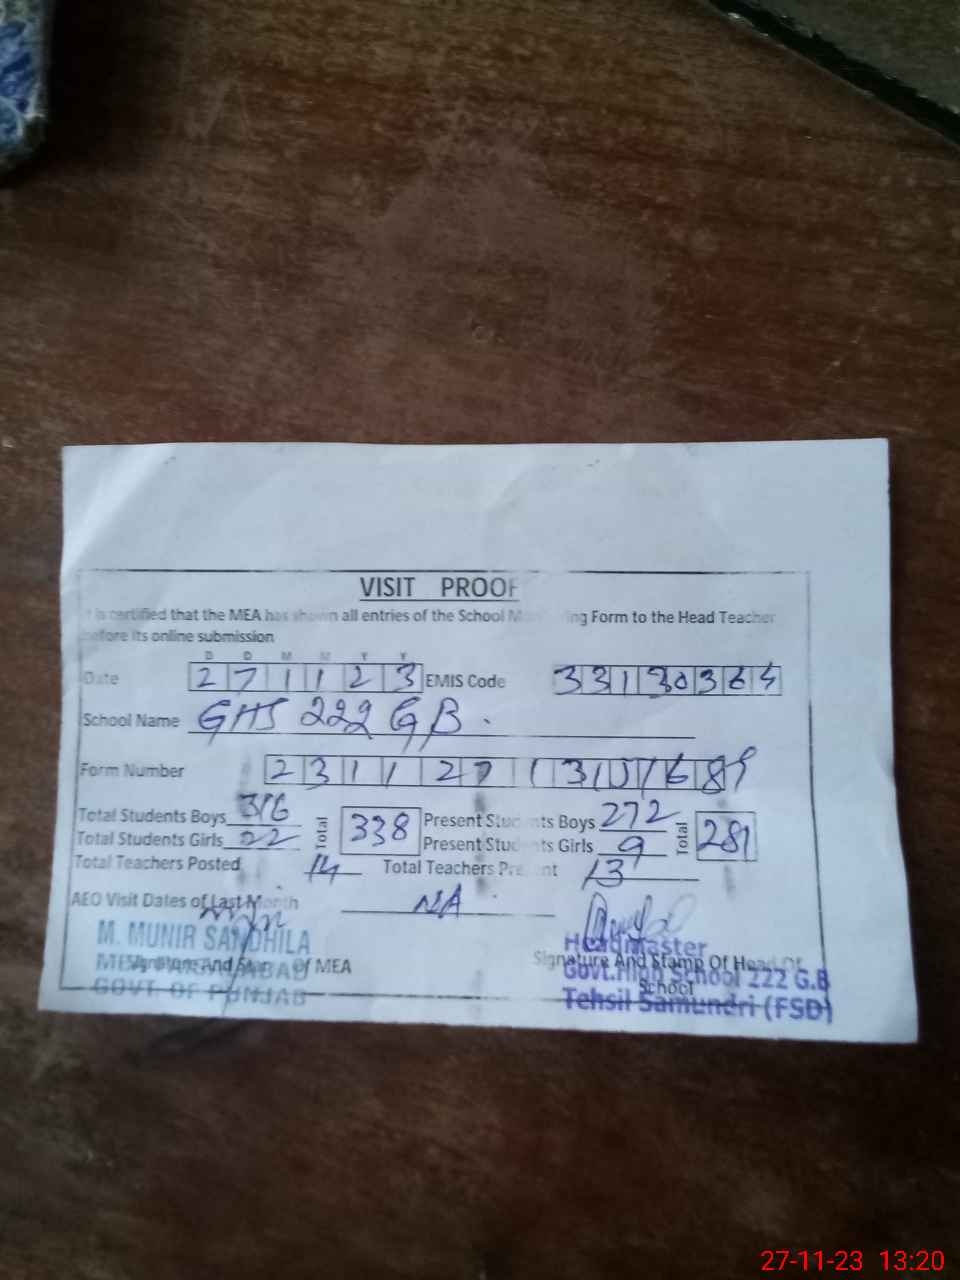 VISIT PROOF
It is certified that the MEA has shown all entries of the School Monitoring Form to the Head Teacher
before its online submission
D D M M Y Y
Date 2 7 1 1 2 3 EMIS Code 3 3 1 3 0 3 6 4
School Name GHS 222 GB.
Form Number 2 3 1 1 2 7 1 3
Total Students Boys 316 Total 338 Present Students Boys 272 Total 281
Total Students Girls 22 Present Students Girls 9
Total Teachers Posted 14 Total Teachers Present 13
AEO Visit Dates of Last Month NA
M. MUNIR SANDHILA
MEA FAISALABAD
GOVT. OF PUNJAB
Signature And Stamp Of MEA
Headmaster
Signature And Stamp Of Head Of
Govt.High School 222 G.B
School
Tehsil Samundri (FSD)
27-11-23 13:20